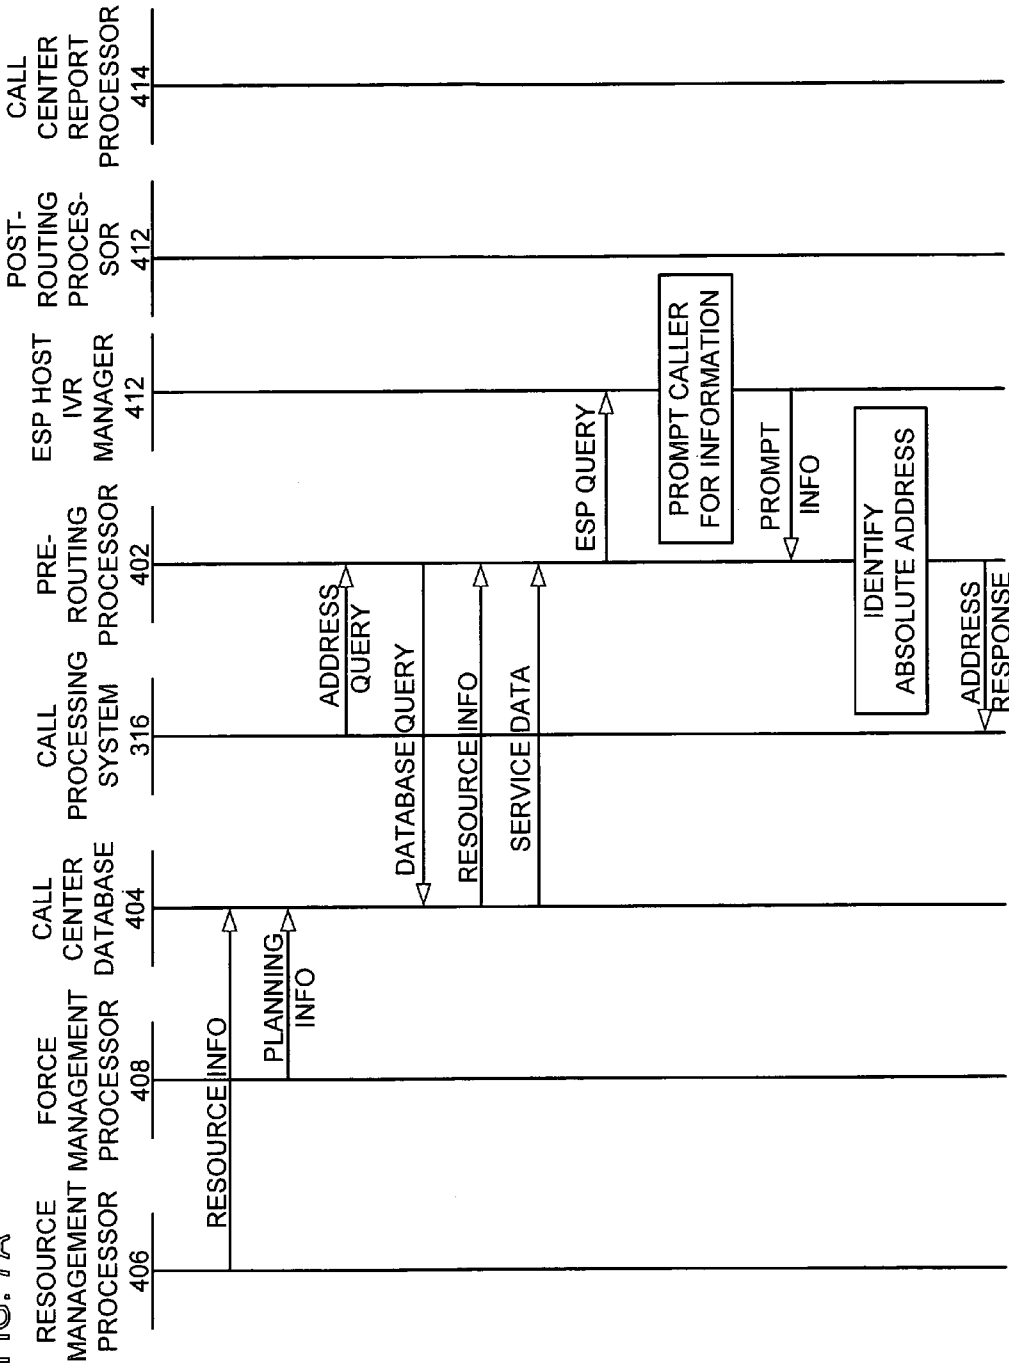 FIG. 7A
RESOURCE
MANAGEMENT
PROCESSOR
406
FORCE
MANAGEMENT
PROCESSOR
408
CALL
CENTER
DATABASE
404
CALL
PROCESSING
SYSTEM
316
PRE-
ROUTING
PROCESSOR
402
ESP HOST
IVR
MANAGER
412
POST-
ROUTING
PROCES-
SOR
412
CALL
CENTER
REPORT
PROCESSOR
414
RESOURCE INFO
PLANNING
INFO
ADDRESS
QUERY
DATABASE QUERY
RESOURCE INFO
SERVICE DATA
ESP QUERY
PROMPT CALLER
FOR INFORMATION
PROMPT
INFO
IDENTIFY
ABSOLUTE ADDRESS
ADDRESS
RESPONSE